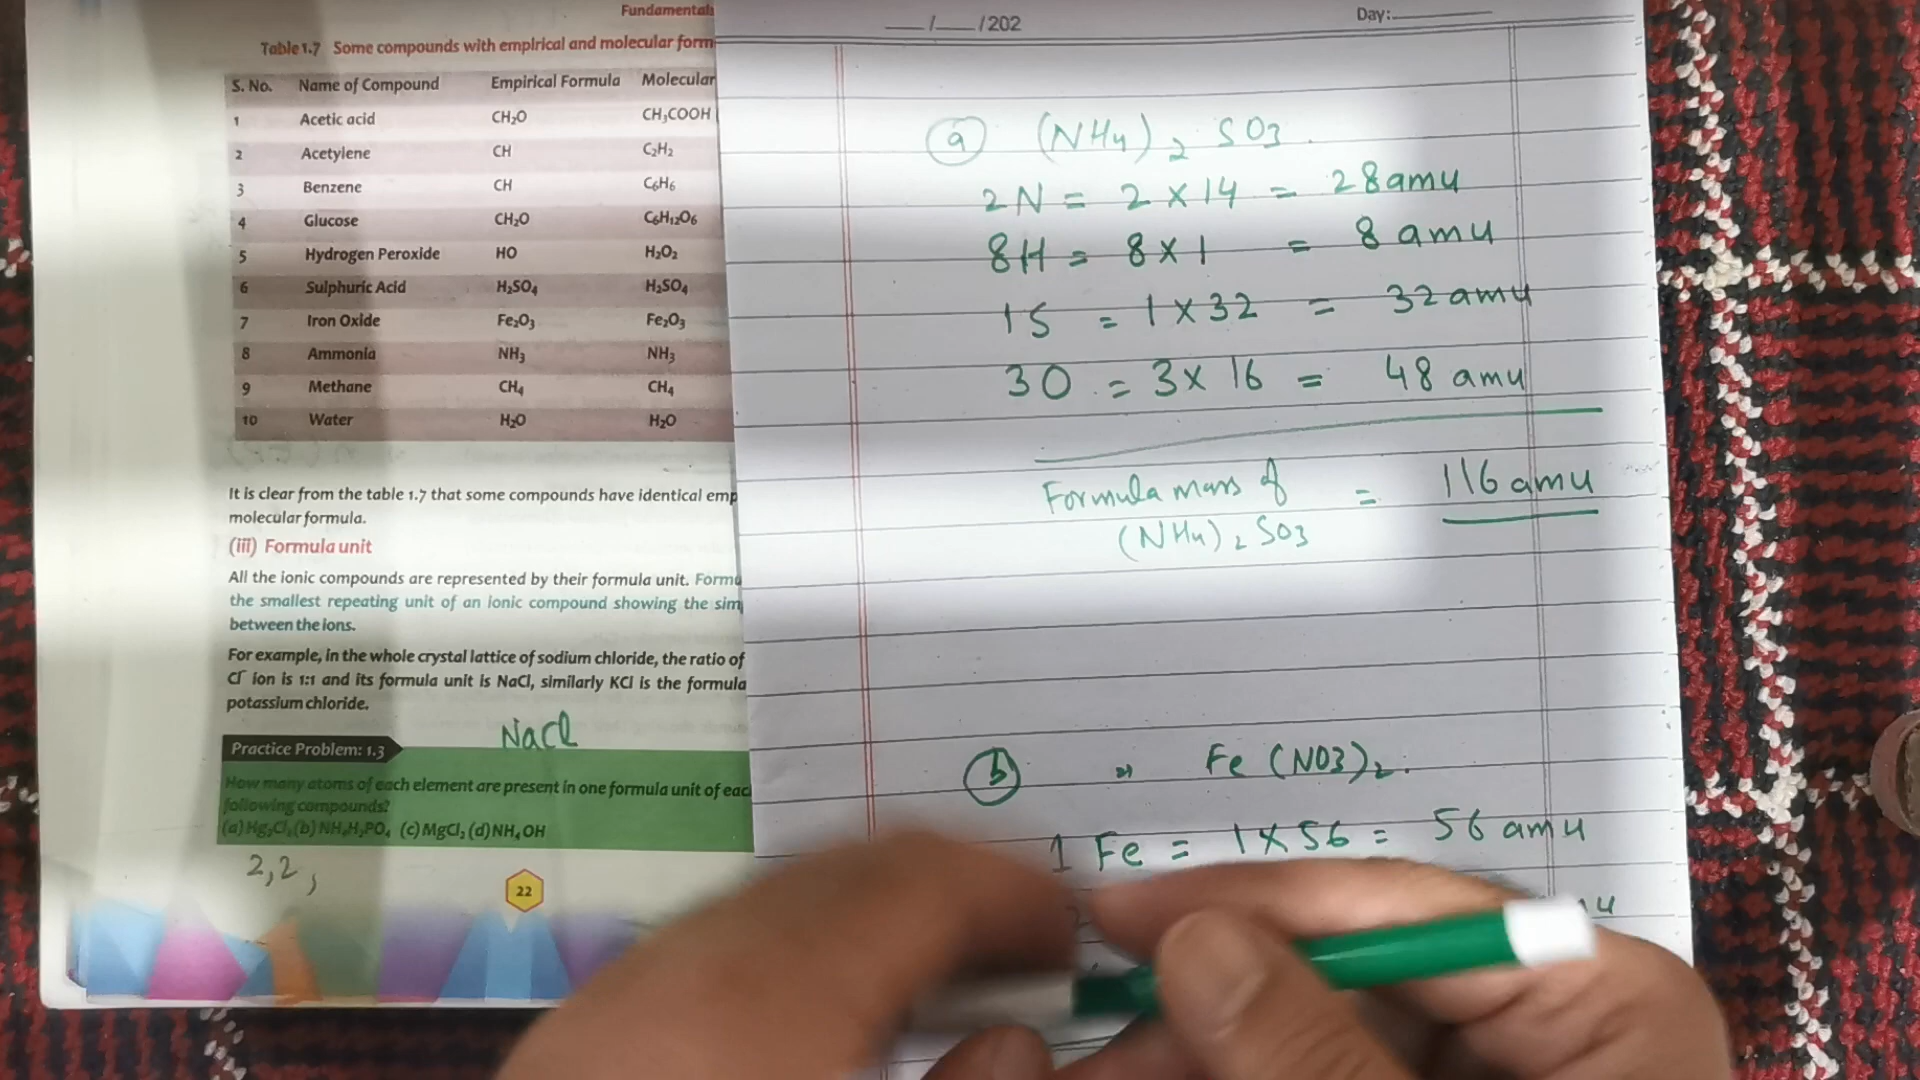 Fundamentals
Table 1.7 Some compounds with empirical and molecular form
S. No. Name of Compound Empirical Formula Molecular
1 Acetic acid CH₂O CH₃COOH
2 Acetylene CH C₂H₂
3 Benzene CH C₆H₆
4 Glucose CH₂O C₆H₁₂O₆
5 Hydrogen Peroxide HO H₂O₂
6 Sulphuric Acid H₂SO₄ H₂SO₄
7 Iron Oxide Fe₂O₃ Fe₂O₃
8 Ammonia NH₃ NH₃
9 Methane CH₄ CH₄
10 Water H₂O H₂O
It is clear from the table 1.7 that some compounds have identical emp
molecular formula.
(iii) Formula unit
All the ionic compounds are represented by their formula unit. Formu
the smallest repeating unit of an ionic compound showing the sim
between the ions.
For example, in the whole crystal lattice of sodium chloride, the ratio of
Cl⁻ ion is 1:1 and its formula unit is NaCl, similarly KCl is the formula
potassium chloride.
NaCl
Practice Problem: 1.3
How many atoms of each element are present in one formula unit of eac
following compounds?
(a) Hg₂Cl₂ (b) NH₄H₂PO₄ (c) MgCl₂ (d) NH₄OH
2,2,
22
__/__/202 Day:
(a) (NH4)₂ SO3.
2N = 2 × 14 = 28 amu
8H = 8 × 1 = 8 amu
1S = 1 × 32 = 32 amu
3O = 3 × 16 = 48 amu
Formula mass of = 116 amu
(NH4)₂ SO3
(b) Fe (NO3)₂.
1 Fe = 1 × 56 = 56 amu